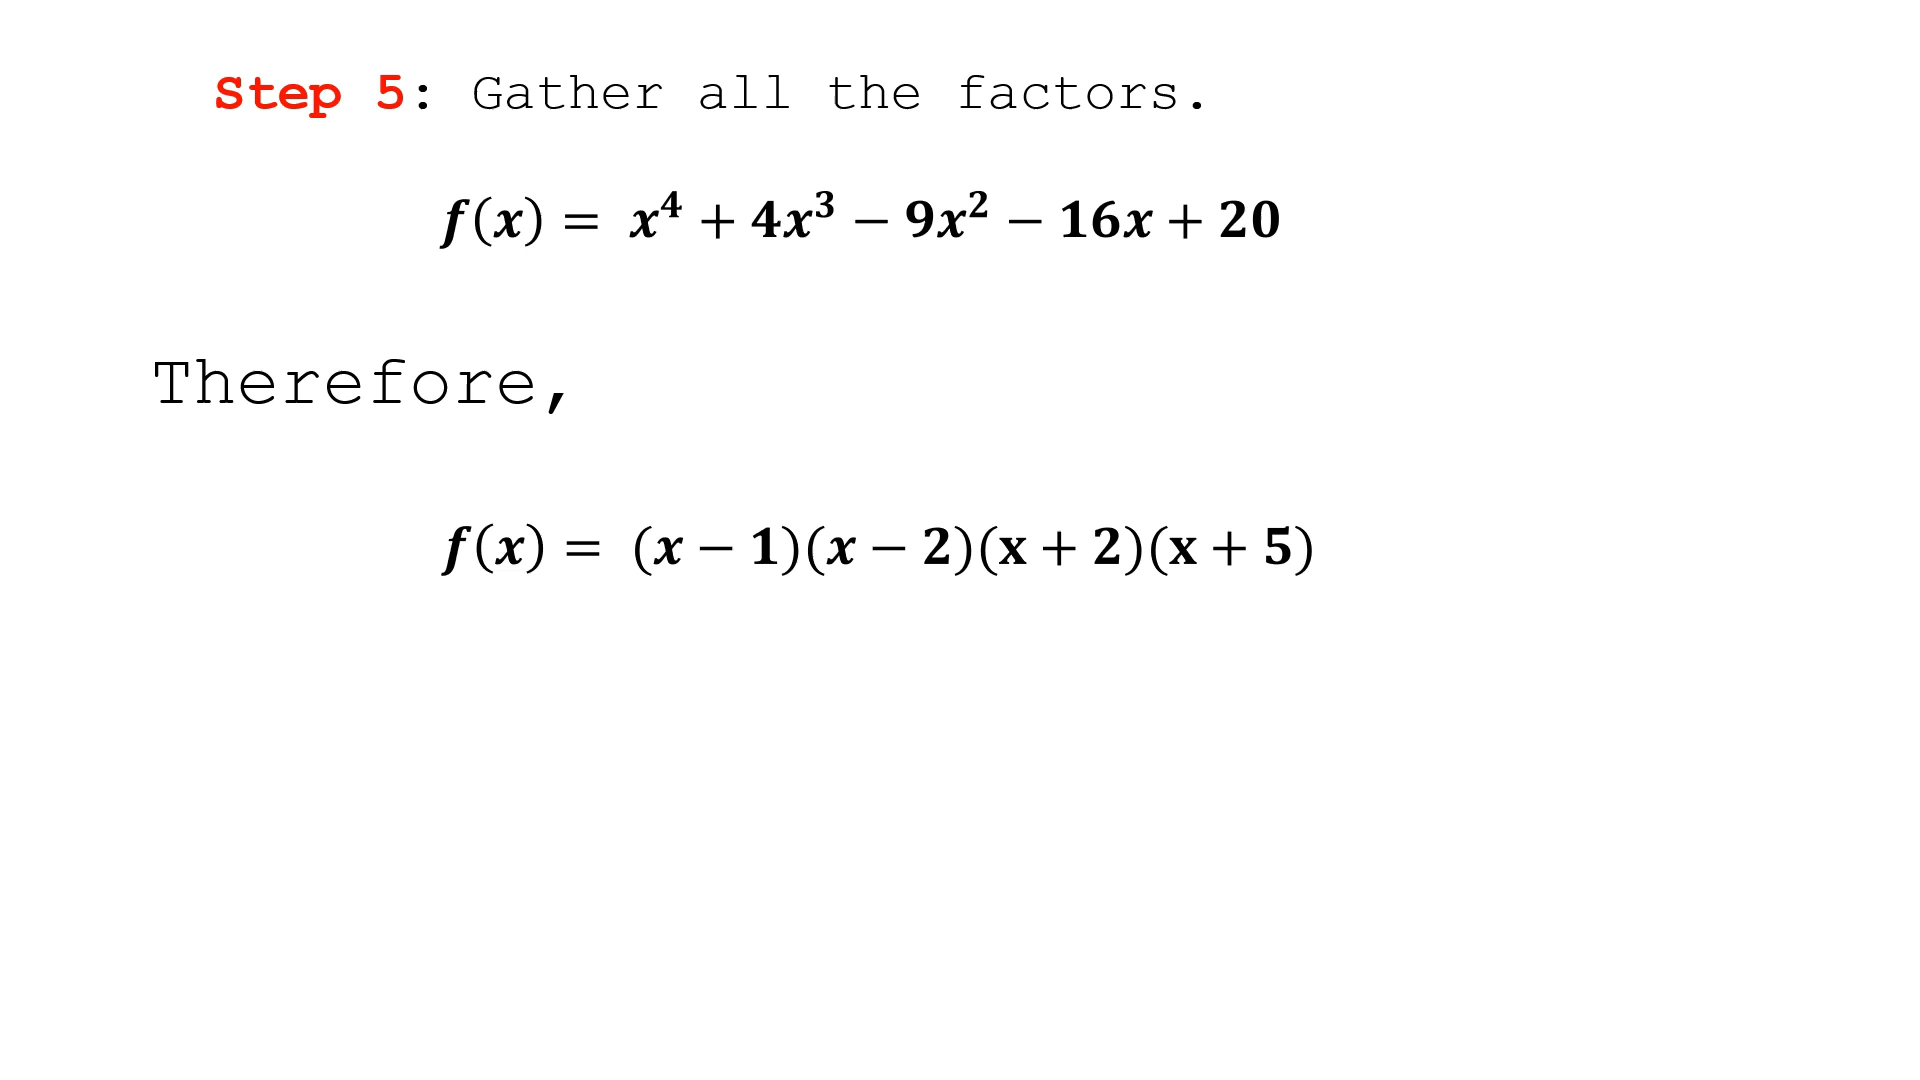 Step 5: Gather all the factors.
f(x) = x⁴ + 4x³ − 9x² − 16x + 20
Therefore,
f(x) = (x − 1)(x − 2)(x + 2)(x + 5)